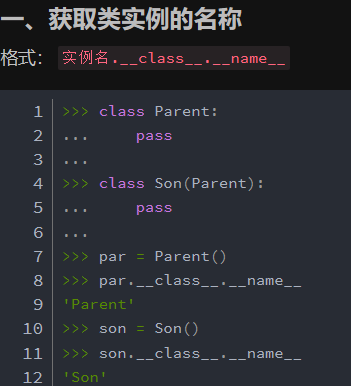 一、获取类实例的名称
格式： 实例名.__class__.__name__
1 >>> class Parent:
2 ...     pass
3 ...
4 >>> class Son(Parent):
5 ...     pass
6 ...
7 >>> par = Parent()
8 >>> par.__class__.__name__
9 'Parent'
10 >>> son = Son()
11 >>> son.__class__.__name__
12 'Son'